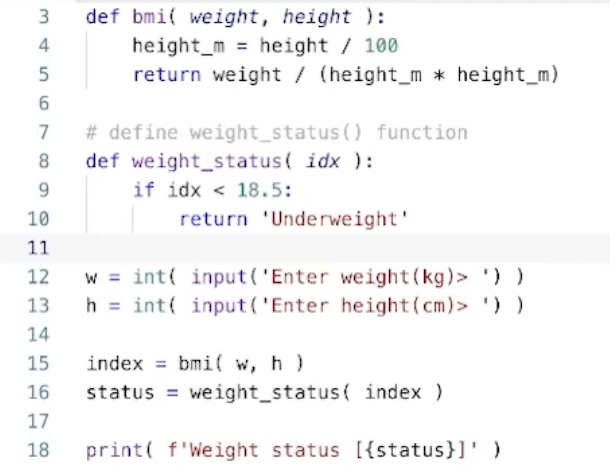 3 def bmi( weight, height ):
4     height_m = height / 100
5     return weight / (height_m * height_m)
6
7 # define weight_status() function
8 def weight_status( idx ):
9     if idx < 18.5:
10         return 'Underweight'
11
12 w = int( input('Enter weight(kg)> ') )
13 h = int( input('Enter height(cm)> ') )
14
15 index = bmi( w, h )
16 status = weight_status( index )
17
18 print( f'Weight status [{status}]' )